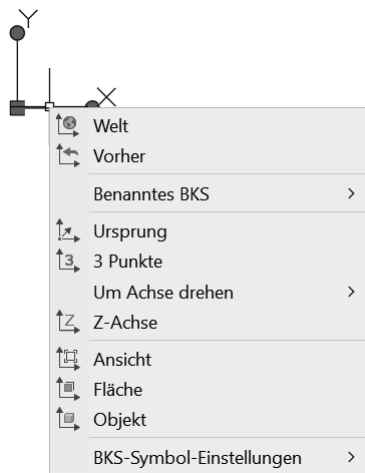 Y
X
Welt
Vorher
Benanntes BKS
Ursprung
3 Punkte
Um Achse drehen
Z-Achse
Ansicht
Fläche
Objekt
BKS-Symbol-Einstellungen